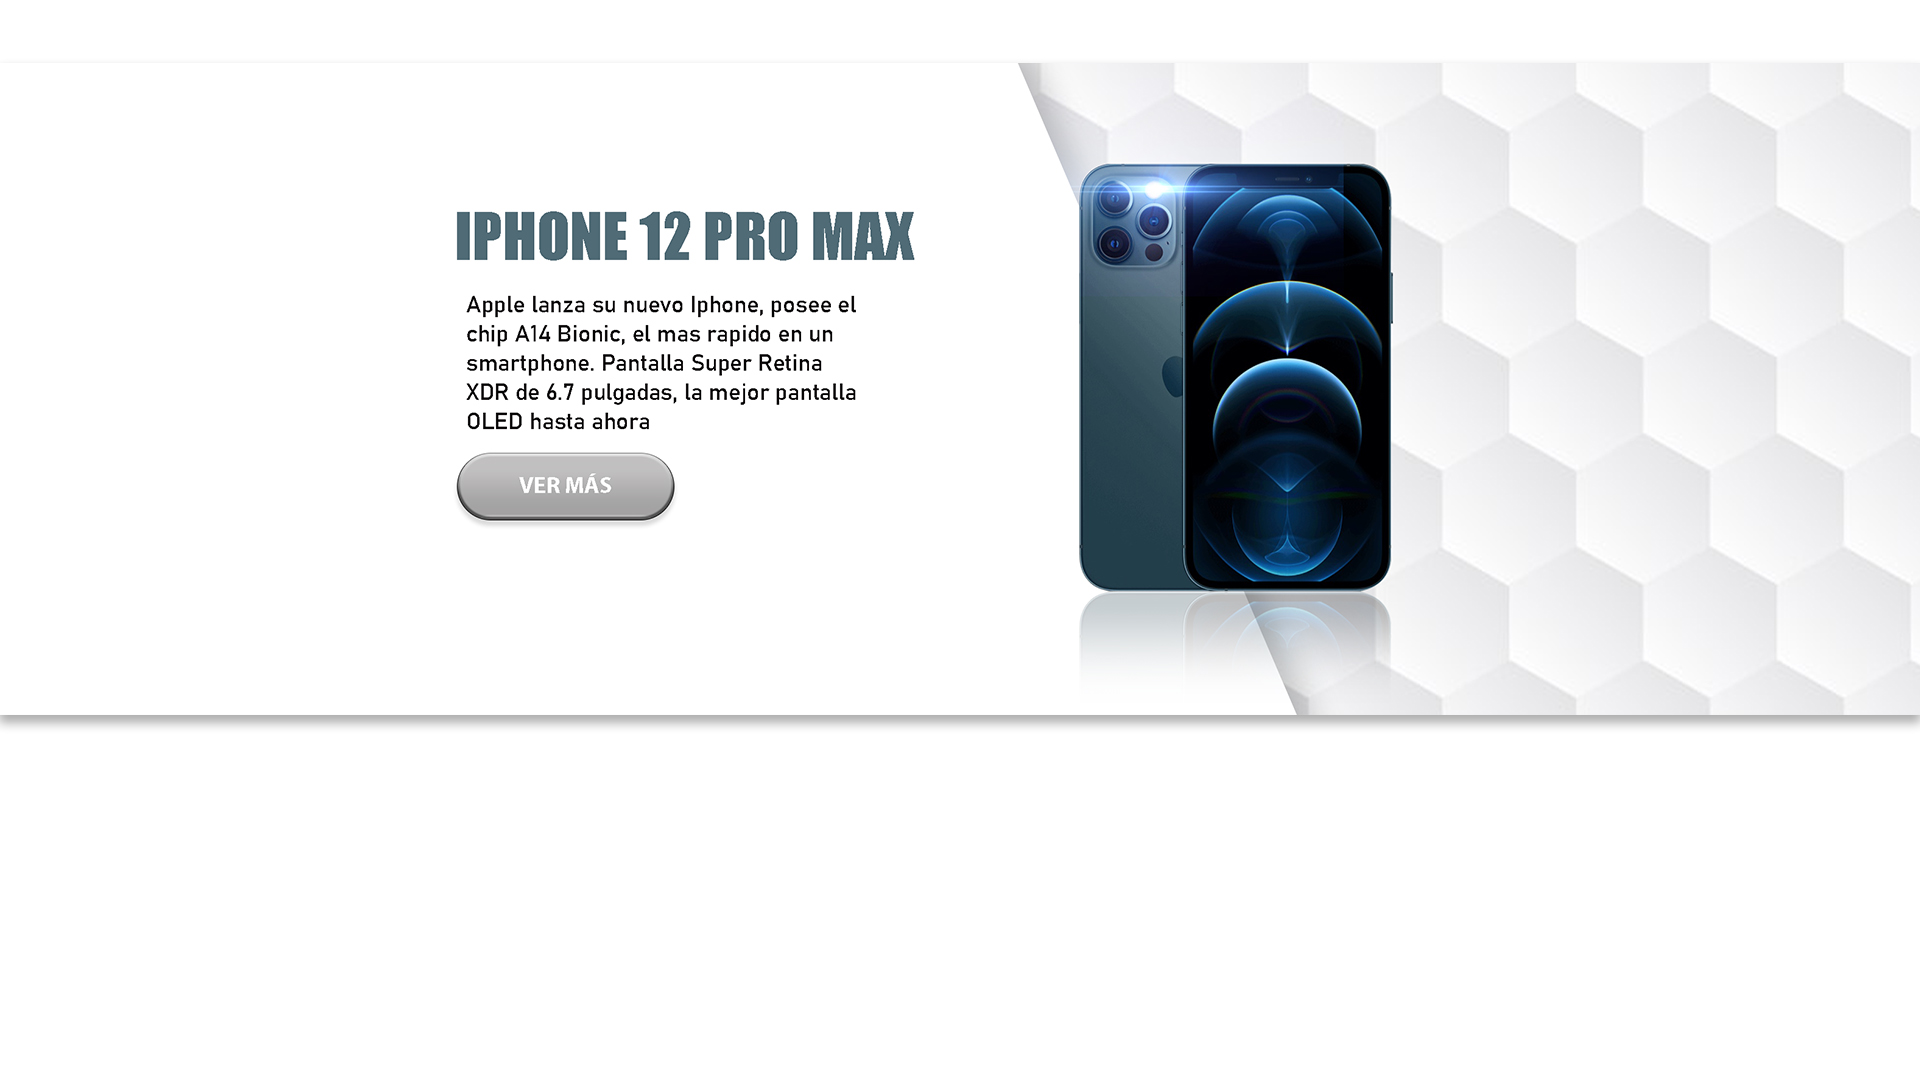 IPHONE 12 PRO MAX
Apple lanza su nuevo Iphone, posee el
chip A14 Bionic, el mas rapido en un
smartphone. Pantalla Super Retina
XDR de 6.7 pulgadas, la mejor pantalla
OLED hasta ahora
VER MÁS